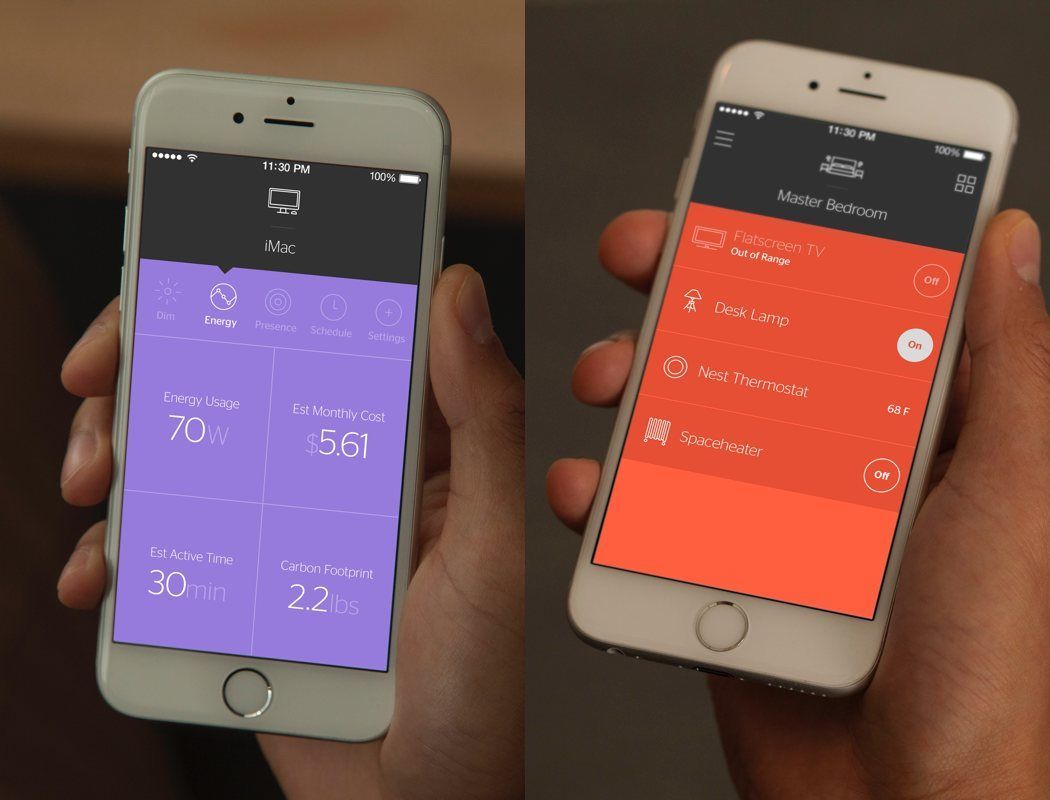 11:30 PM
100%
iMac
Dim
Energy
Presence
Schedule
Settings
Energy Usage
70W
Est Monthly Cost
$5.61
Est Active Time
30min
Carbon Footprint
2.2lbs
11:30 PM
100%
Master Bedroom
Flatscreen TV
Out of Range
Off
Desk Lamp
On
Nest Thermostat
68 F
Spaceheater
Off